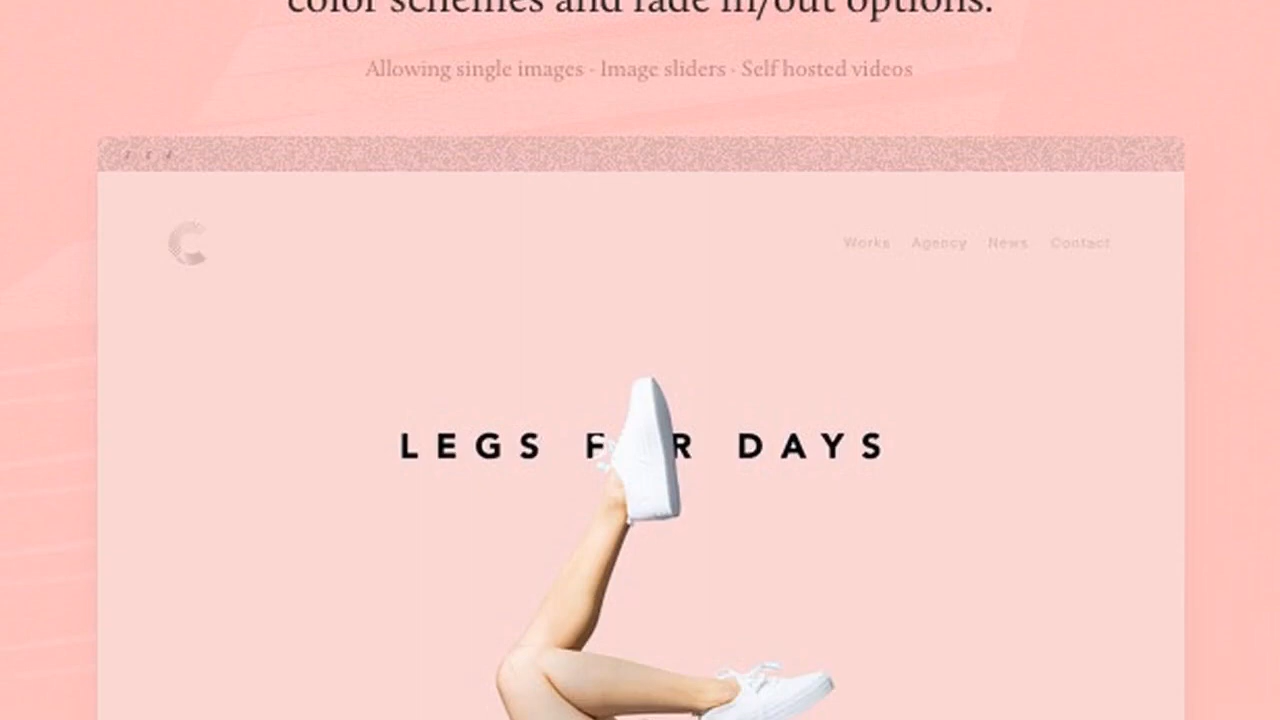 color schemes and fade in/out options.
Allowing single images - Image sliders - Self hosted videos
C
Works Agency News Contact
LEGS F R DAYS